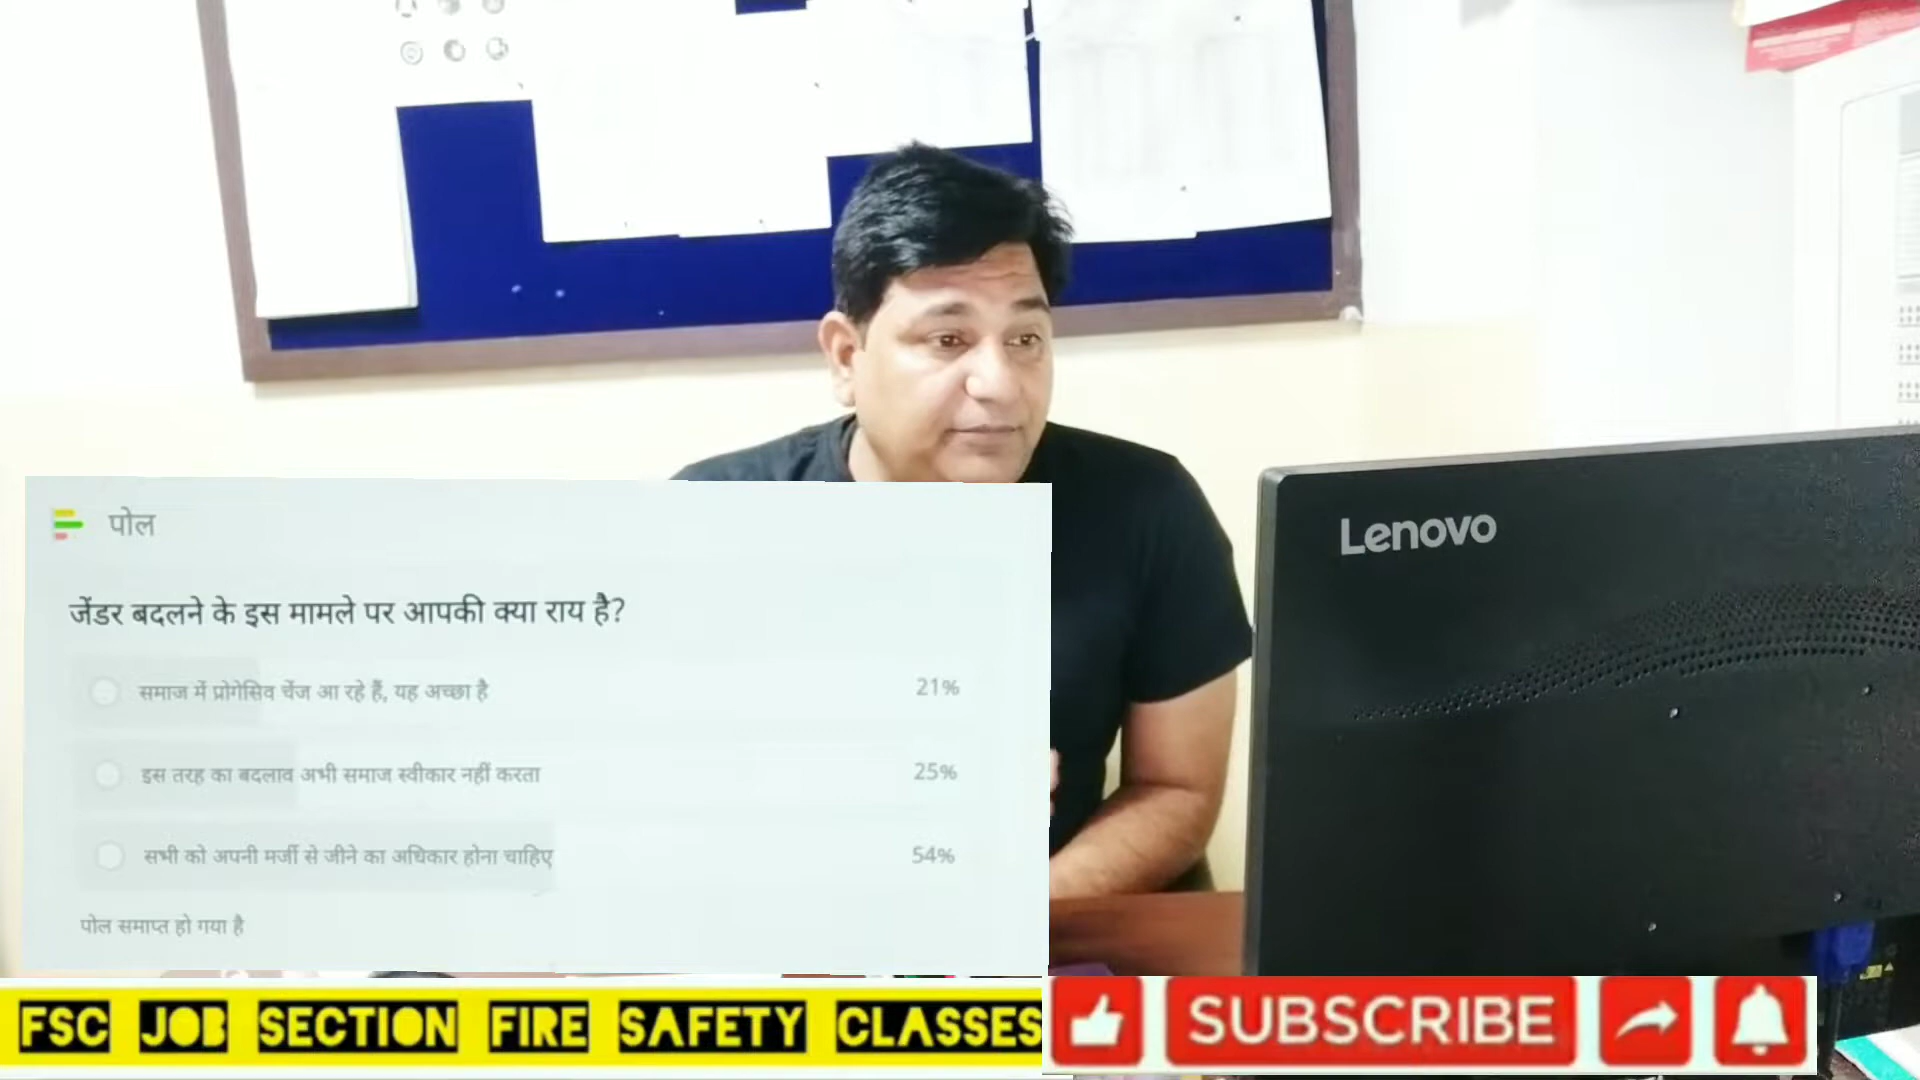 Lenovo
पोल
जेंडर बदलने के इस मामले पर आपकी क्या राय है?
समाज में प्रोगेसिव चेंज आ रहे हैं, यह अच्छा है 21%
इस तरह का बदलाव अभी समाज स्वीकार नहीं करता 25%
सभी को अपनी मर्जी से जीने का अधिकार होना चाहिए 54%
पोल समाप्त हो गया है
FSC JOB SECTION FIRE SAFETY CLASSES
SUBSCRIBE